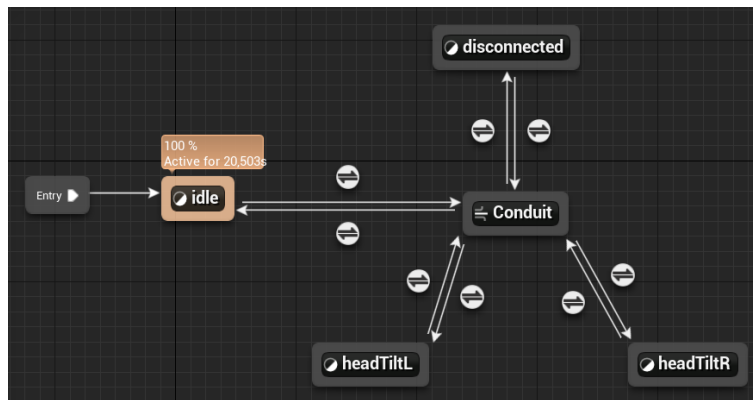 disconnected
100 %
Active for 20,503s
Entry
idle
Conduit
headTiltL
headTiltR